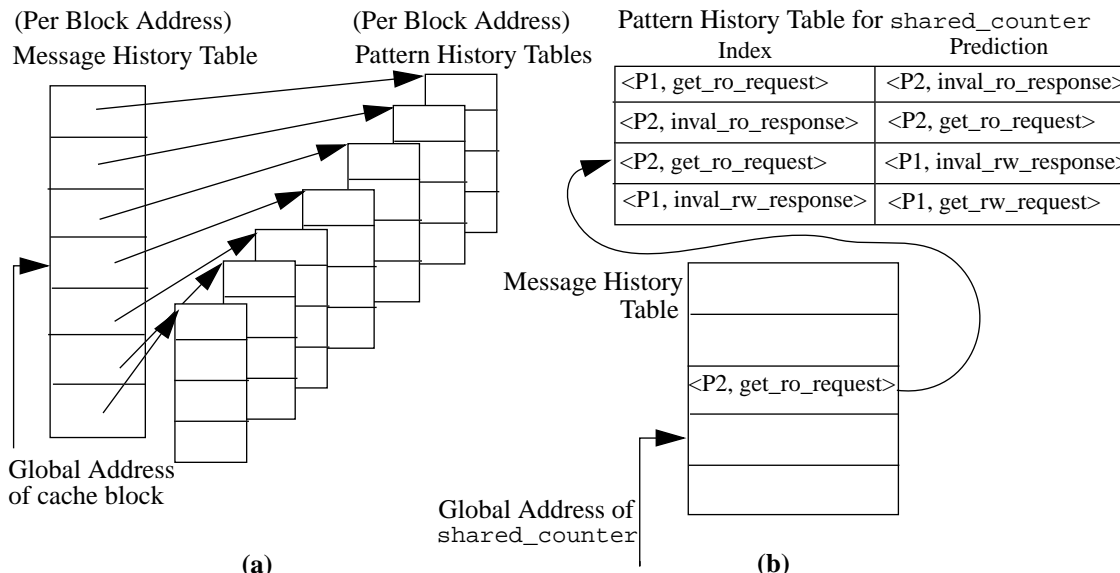 (Per Block Address)
Message History Table
(Per Block Address)
Pattern History Tables
Global Address
of cache block
(a)
Pattern History Table for shared_counter
Index Prediction
<P1, get_ro_request> <P2, inval_ro_response>
<P2, inval_ro_response> <P2, get_ro_request>
<P2, get_ro_request> <P1, inval_rw_response>
<P1, inval_rw_response> <P1, get_rw_request>
Message History
Table
<P2, get_ro_request>
Global Address of
shared_counter
(b)